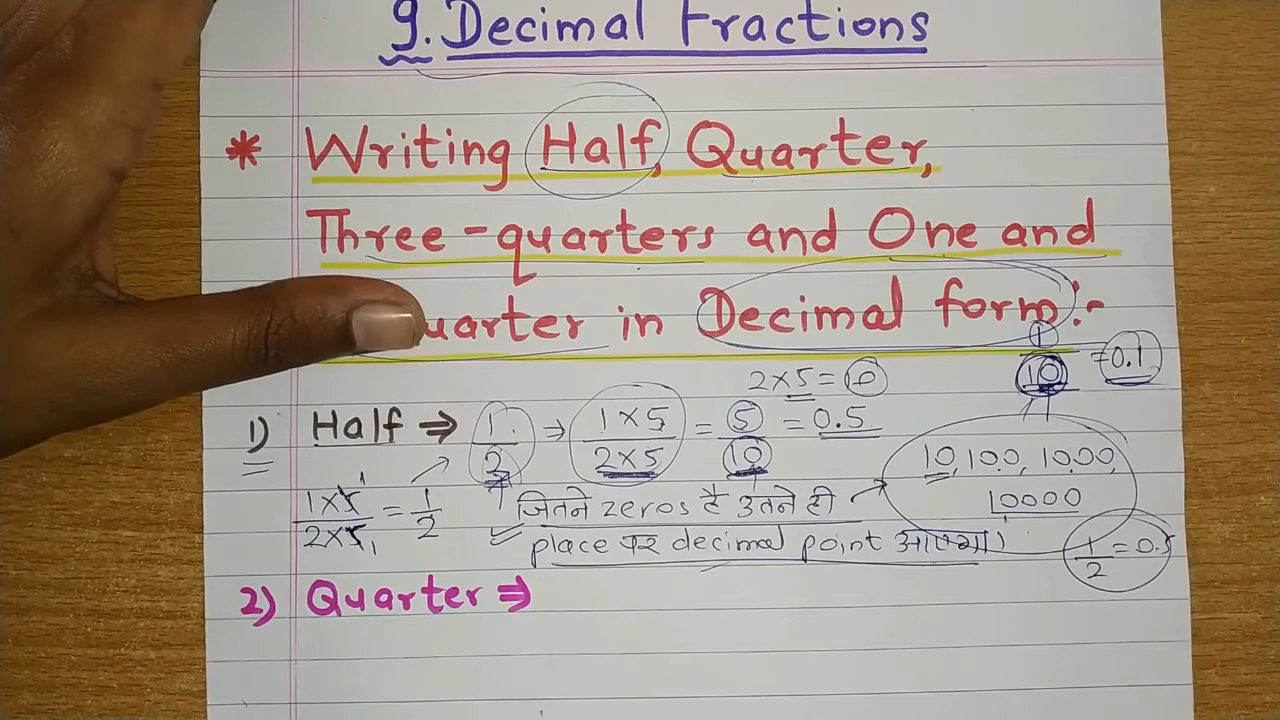 9. Decimal Fractions
* Writing Half, Quarter,
Three-quarters and One and
uarter in Decimal form:-
1
10 = 0.1
2×5=10
1) Half ⇒ 1/2 ⇒ 1×5/2×5 = 5/10 = 0.5
10, 100, 1000,
10000
1×5/2×5 = 1/2
जितने zeros है उतने ही
place पर decimal point आएगा।
1/2 = 0.5
2) Quarter ⇒